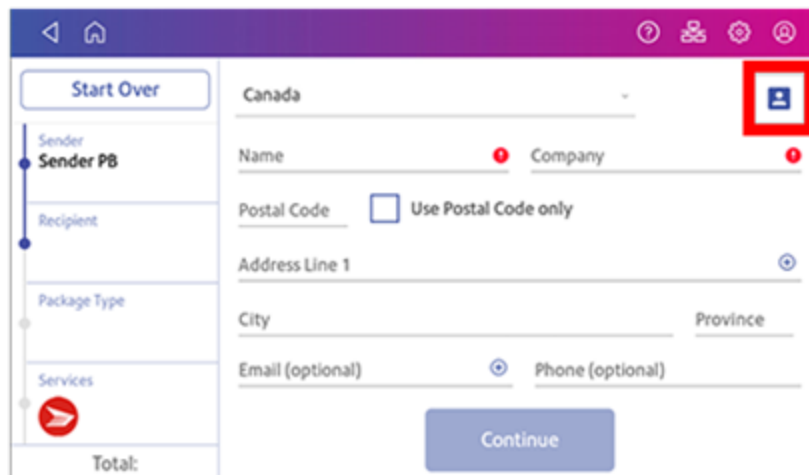 Start Over
Sender
Sender PB
Recipient
Package Type
Services
Total:
Canada
Name
Company
Postal Code
Use Postal Code only
Address Line 1
City
Province
Email (optional)
Phone (optional)
Continue